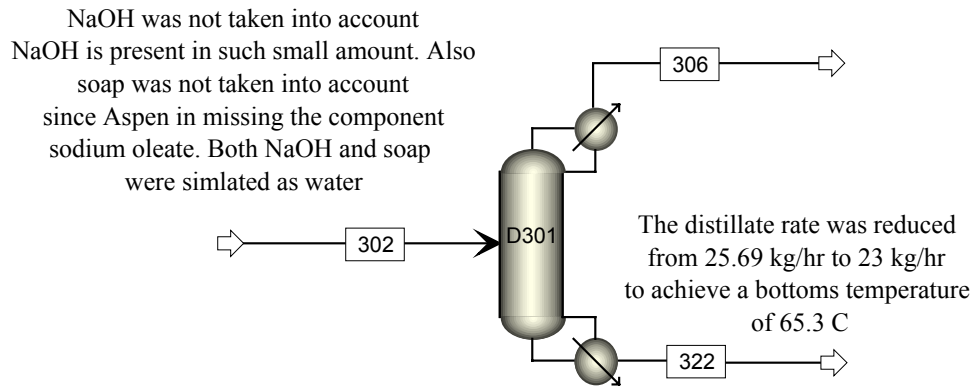 NaOH was not taken into account
NaOH is present in such small amount. Also
soap was not taken into account
since Aspen in missing the component
sodium oleate. Both NaOH and soap
were simlated as water
306
302
D301
The distillate rate was reduced
from 25.69 kg/hr to 23 kg/hr
to achieve a bottoms temperature
of 65.3 C
322